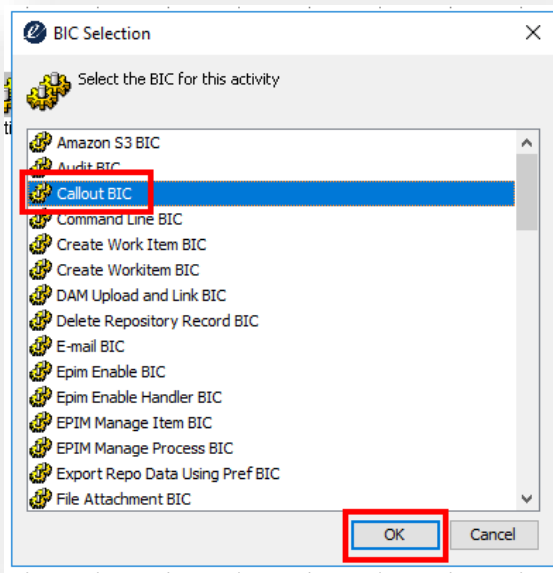 BIC Selection
Select the BIC for this activity
ti
Amazon S3 BIC
Audit BIC
Callout BIC
Command Line BIC
Create Work Item BIC
Create Workitem BIC
DAM Upload and Link BIC
Delete Repository Record BIC
E-mail BIC
Epim Enable BIC
Epim Enable Handler BIC
EPIM Manage Item BIC
EPIM Manage Process BIC
Export Repo Data Using Pref BIC
File Attachment BIC
OK Cancel